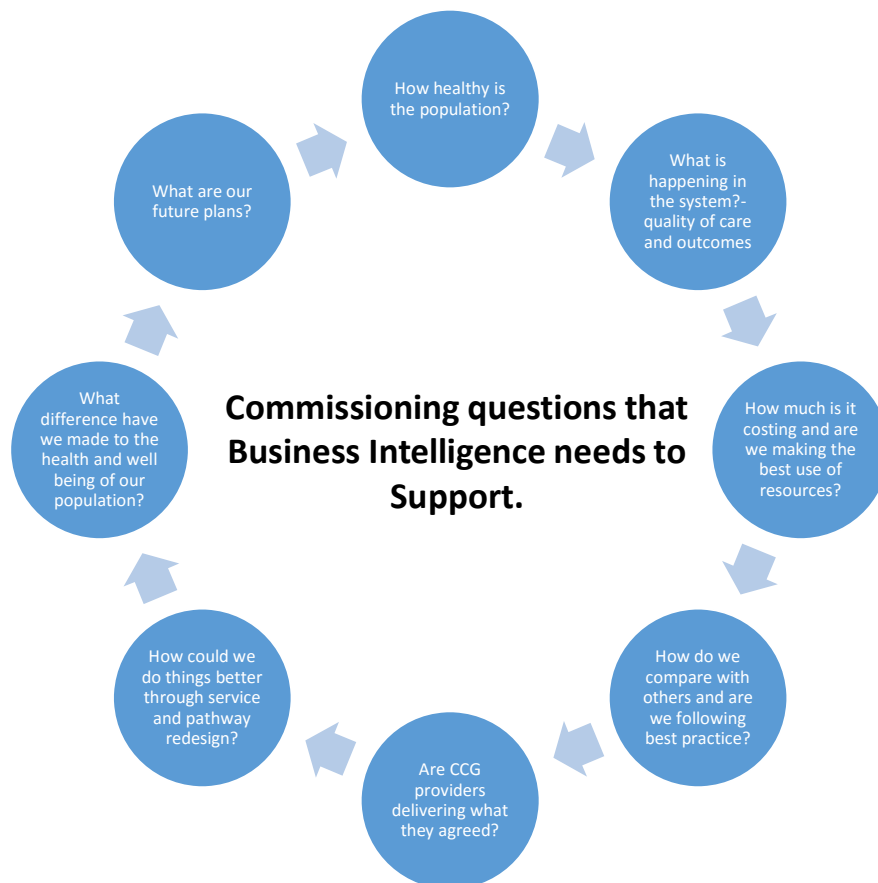 How healthy is
the population?
What is
happening in
the system?-
quality of care
and outcomes
How much is it
costing and are
we making the
best use of
resources?
How do we
compare with
others and are
we following
best practice?
Are CCG
providers
delivering what
they agreed?
How could we
do things better
through service
and pathway
redesign?
What
difference have
we made to the
health and well
being of our
population?
What are our
future plans?
Commissioning questions that
Business Intelligence needs to
Support.